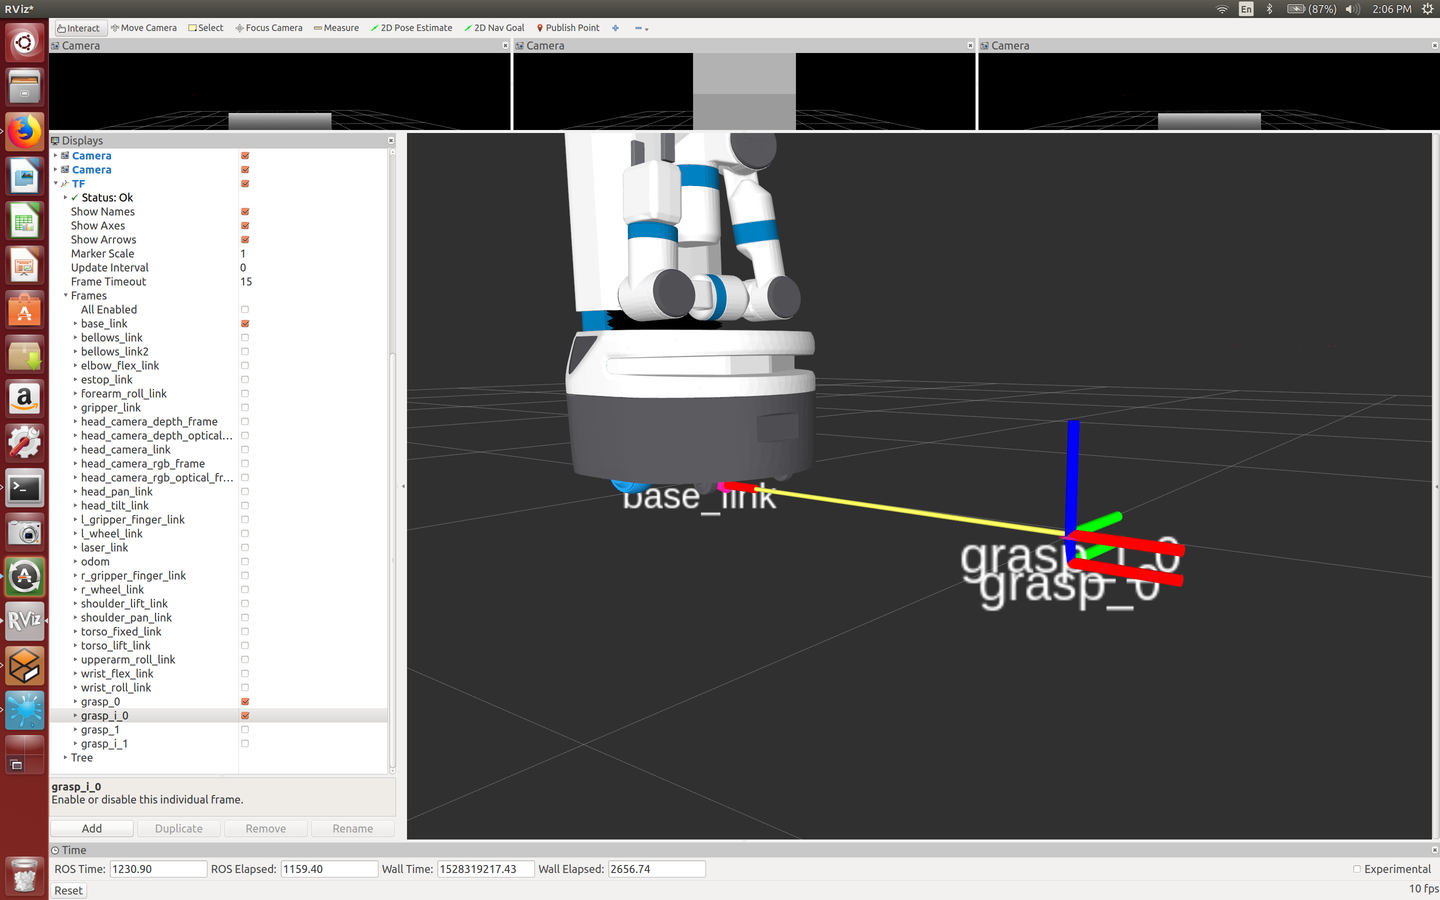 RViz*
En
(87%)
2:06 PM
Interact
Move Camera
Select
Focus Camera
Measure
2D Pose Estimate
2D Nav Goal
Publish Point
Camera
Camera
Camera
Displays
Camera
Camera
TF
Status: Ok
Show Names
Show Axes
Show Arrows
Marker Scale 1
Update Interval 0
Frame Timeout 15
Frames
All Enabled
base_link
bellows_link
bellows_link2
elbow_flex_link
estop_link
forearm_roll_link
gripper_link
head_camera_depth_frame
head_camera_depth_optical...
head_camera_link
head_camera_rgb_frame
head_camera_rgb_optical_fr...
head_pan_link
head_tilt_link
l_gripper_finger_link
l_wheel_link
laser_link
odom
r_gripper_finger_link
r_wheel_link
shoulder_lift_link
shoulder_pan_link
torso_fixed_link
torso_lift_link
upperarm_roll_link
wrist_flex_link
wrist_roll_link
grasp_0
grasp_i_0
grasp_1
grasp_i_1
Tree
grasp_i_0
Enable or disable this individual frame.
Add
Duplicate
Remove
Rename
base_link
grasp_i_0
grasp_0
Time
ROS Time: 1230.90
ROS Elapsed: 1159.40
Wall Time: 1528319217.43
Wall Elapsed: 2656.74
Experimental
Reset
10 fps
RViz